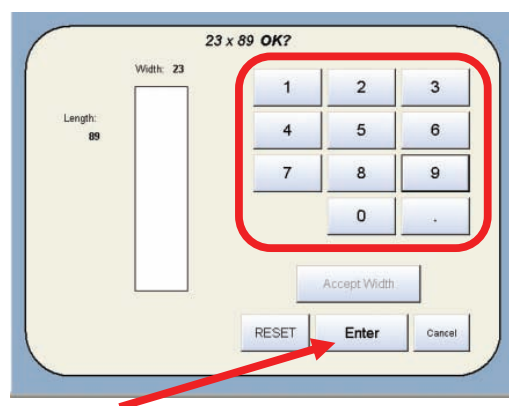 23 x 89 OK?
Width: 23
Length:
89
1 2 3
4 5 6
7 8 9
0 .
Accept Width
RESET Enter Cancel